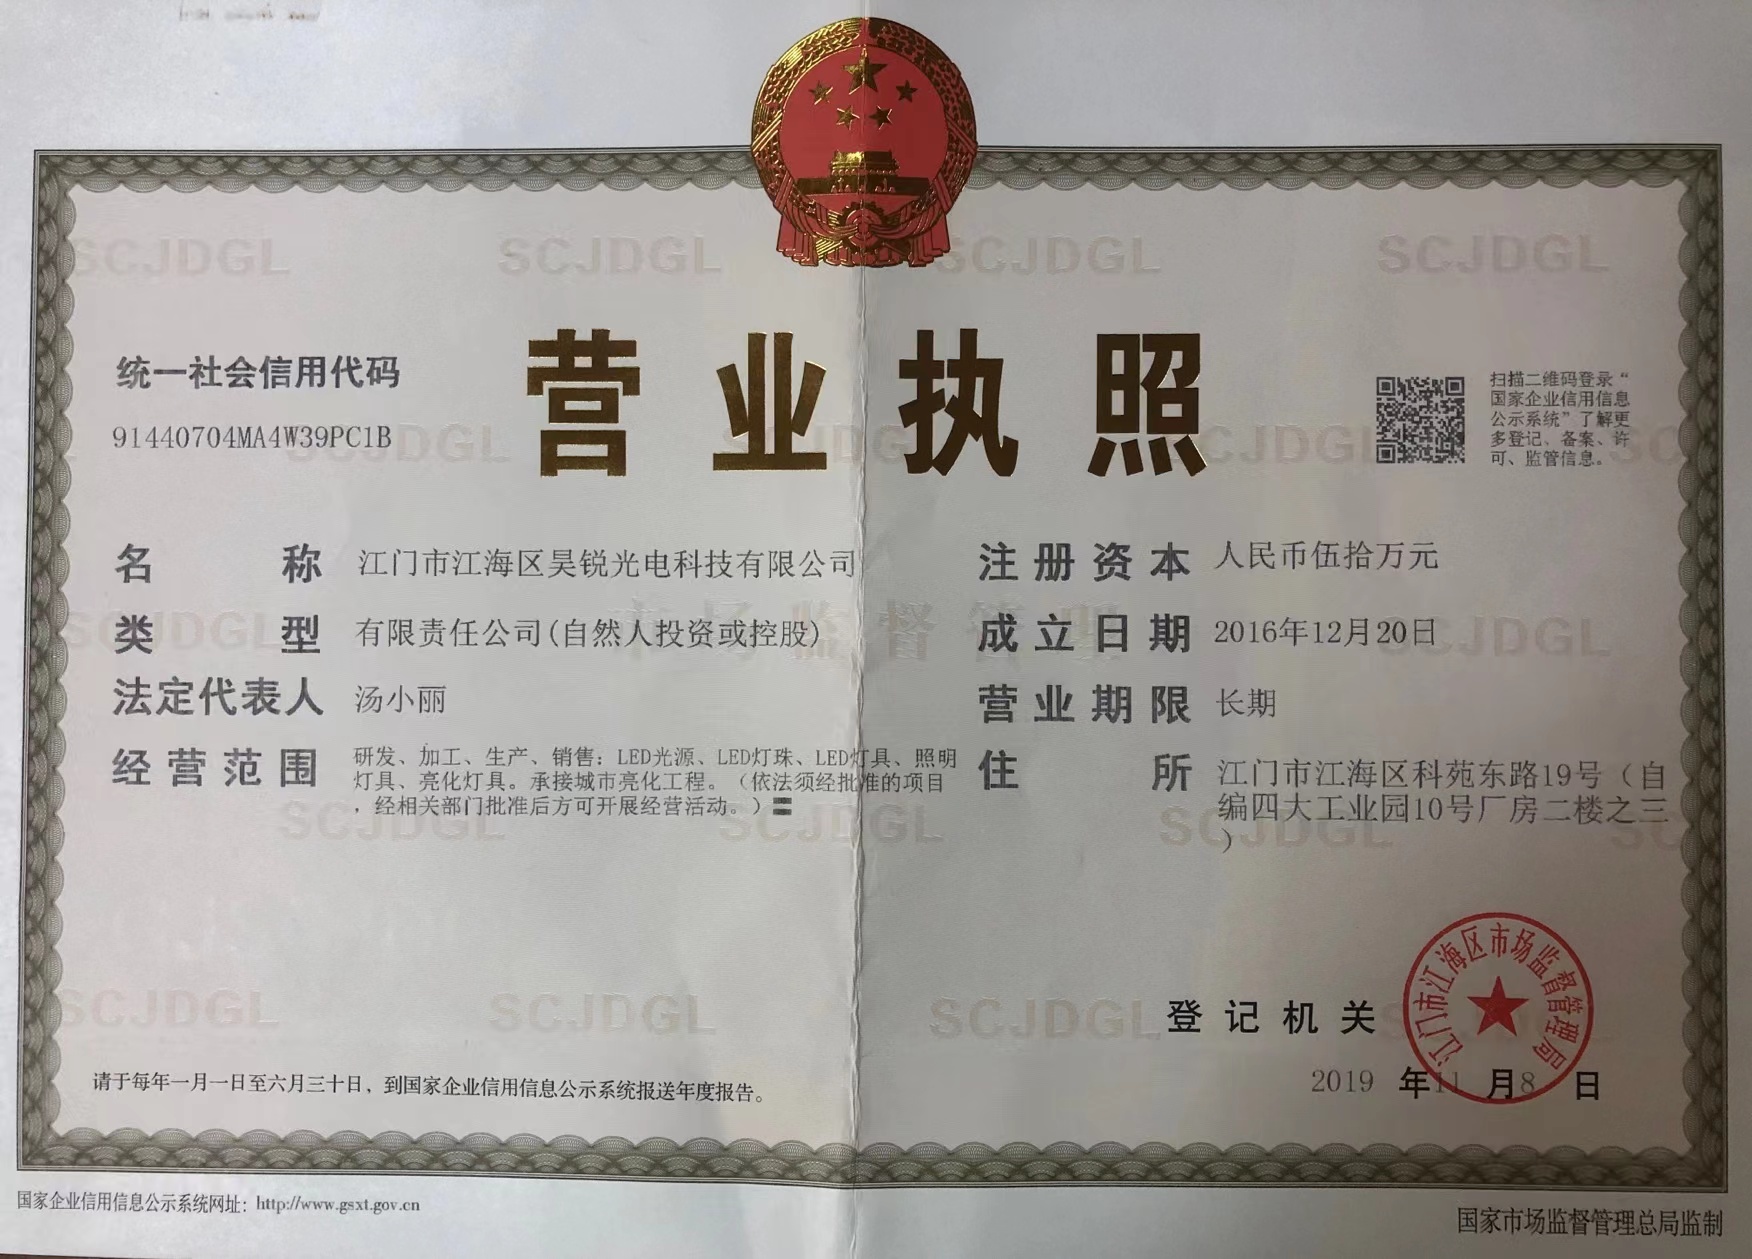 营业执照
统一社会信用代码
91440704MA4W39PC1B
扫描二维码登录“
国家企业信用信息
公示系统”了解更
多登记、备案、许
可、监管信息。
名称 江门市江海区昊锐光电科技有限公司
类型 有限责任公司(自然人投资或控股)
法定代表人 汤小丽
经营范围 研发、加工、生产、销售：LED光源、LED灯珠、LED灯具、照明
灯具、亮化灯具。承接城市亮化工程。（依法须经批准的项目
，经相关部门批准后方可开展经营活动。）
注册资本 人民币伍拾万元
成立日期 2016年12月20日
营业期限 长期
住所 江门市江海区科苑东路19号（自
编四大工业园10号厂房二楼之三
）
登记机关
江门市江海区市场监督管理局
2019年11月8日
请于每年一月一日至六月三十日，到国家企业信用信息公示系统报送年度报告。
国家企业信用信息公示系统网址：http://www.gsxt.gov.cn
国家市场监督管理总局监制
SCJDGL
市场监督管理